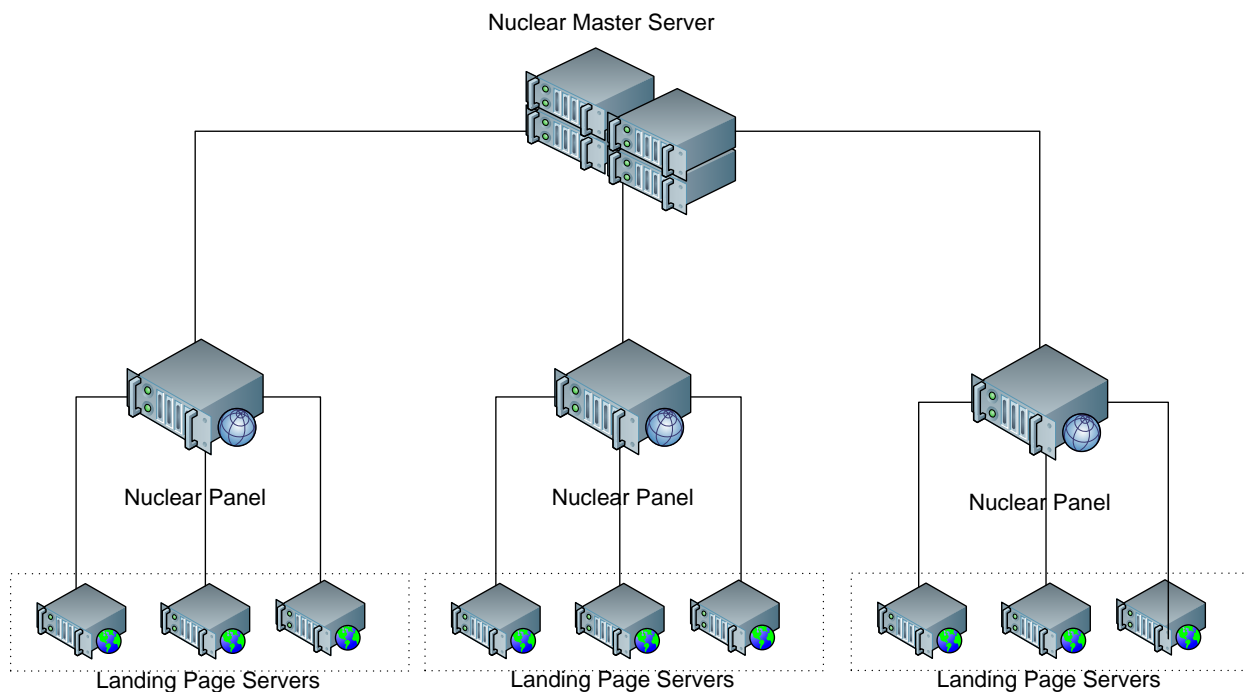 Nuclear Master Server
Nuclear Panel
Nuclear Panel
Nuclear Panel
Landing Page Servers
Landing Page Servers
Landing Page Servers